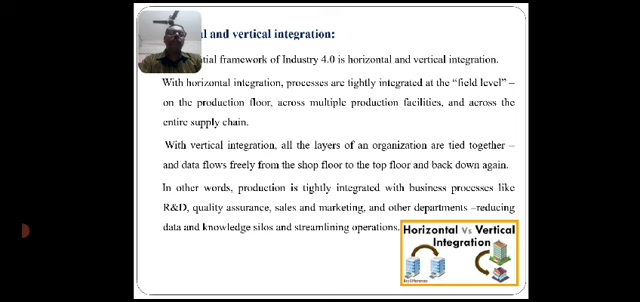 al and vertical integration:
ntial framework of Industry 4.0 is horizontal and vertical integration.
With horizontal integration, processes are tightly integrated at the “field level” –
on the production floor, across multiple production facilities, and across the
entire supply chain.
With vertical integration, all the layers of an organization are tied together –
and data flows freely from the shop floor to the top floor and back down again.
In other words, production is tightly integrated with business processes like
R&D, quality assurance, sales and marketing, and other departments –reducing
data and knowledge silos and streamlining operations.
Horizontal Vs Vertical
Integration